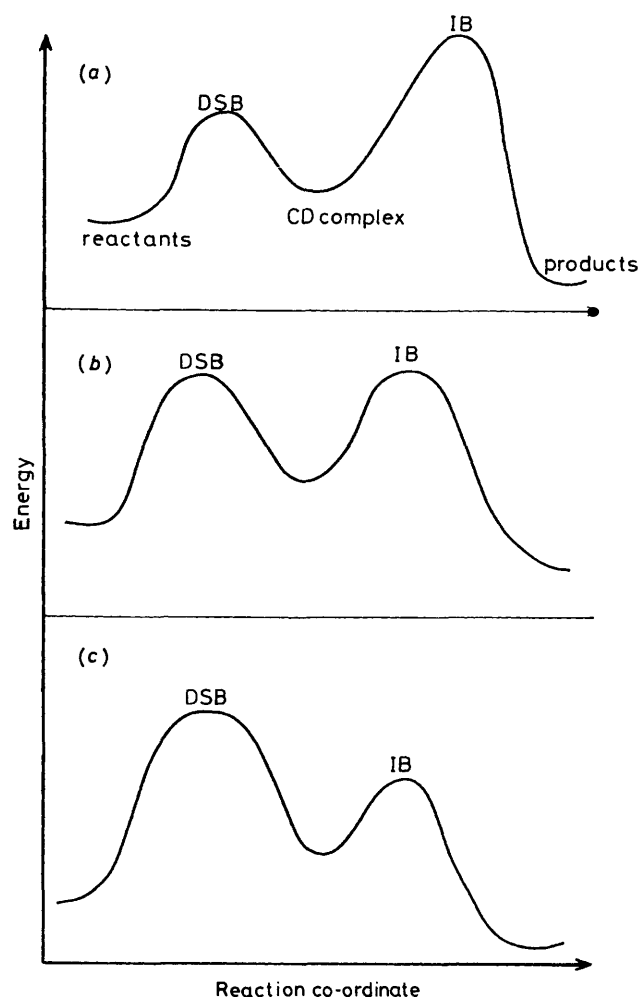 IB
(a)
DSB
CD complex
reactants
products
(b)
DSB
IB
Energy
(c)
DSB
IB
Reaction co-ordinate